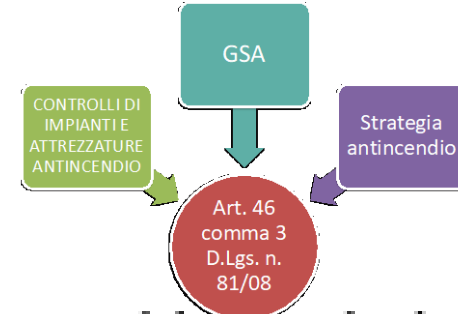 GSA
CONTROLLI DI
IMPIANTI E
ATTREZZATURE
ANTINCENDIO
Strategia
antincendio
Art. 46
comma 3
D.Lgs. n.
81/08